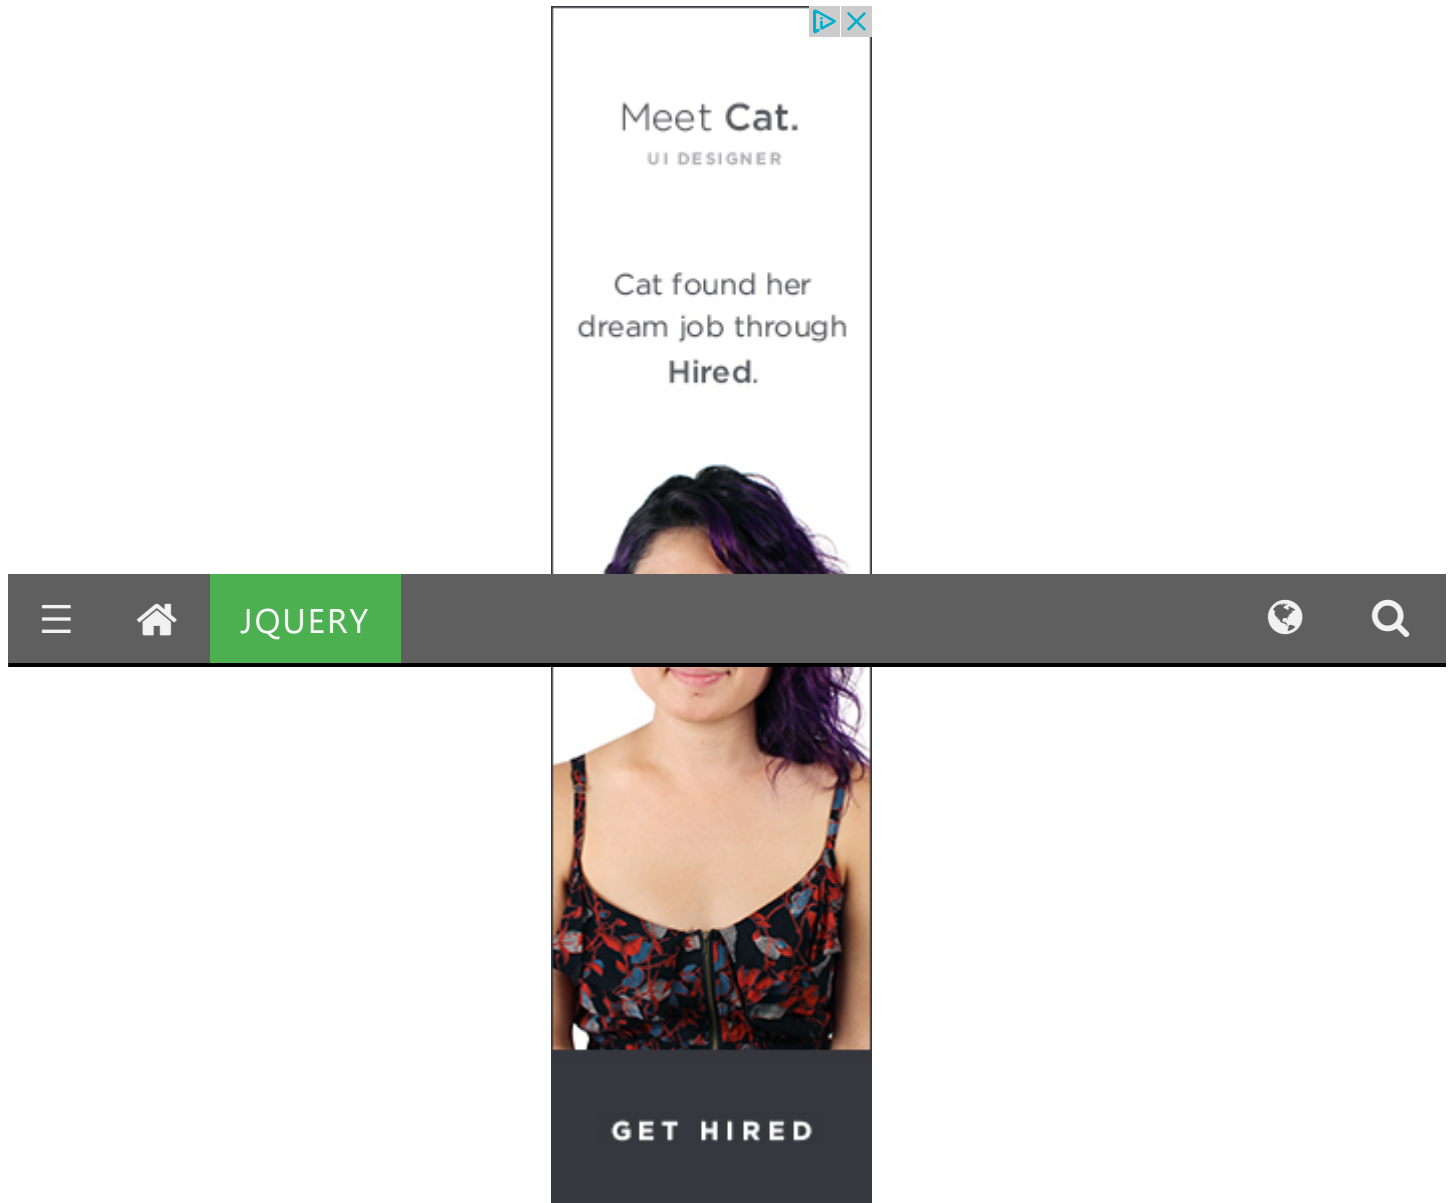 Meet Cat.
UI DESIGNER
Cat found her
dream job through
Hired.
JQUERY
GET HIRED